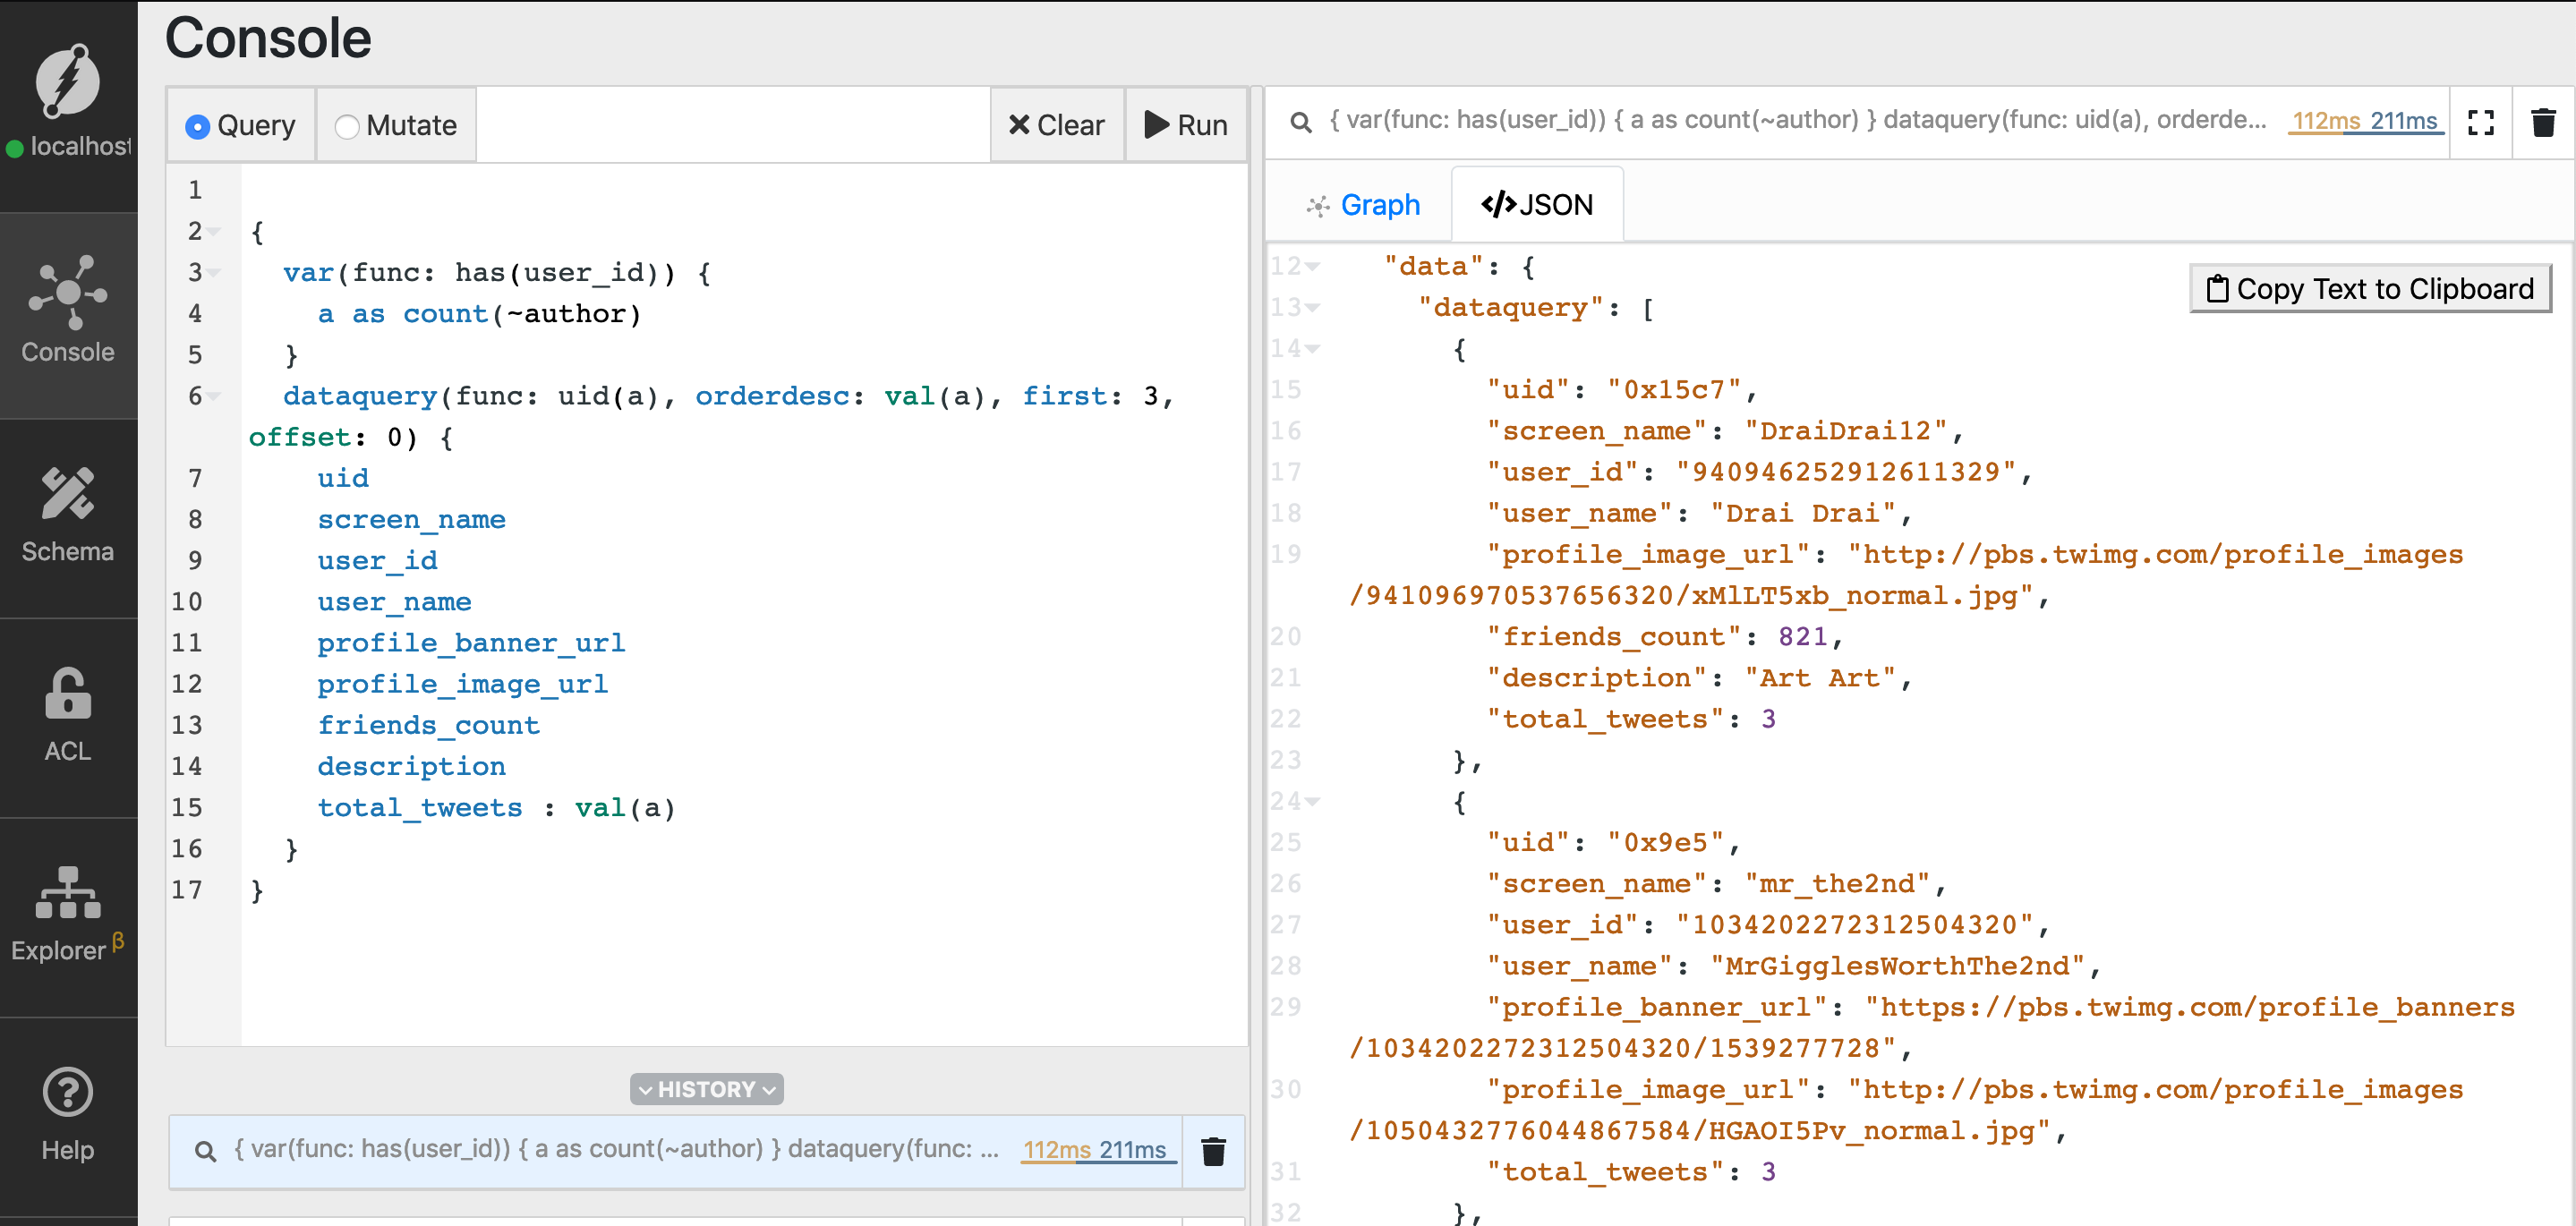 Console
localhost
Console
Schema
ACL
Explorer β
Help
Query
Mutate
Clear
Run
1
2 {
3 var(func: has(user_id)) {
4 a as count(~author)
5 }
6 dataquery(func: uid(a), orderdesc: val(a), first: 3,
offset: 0) {
7 uid
8 screen_name
9 user_id
10 user_name
11 profile_banner_url
12 profile_image_url
13 friends_count
14 description
15 total_tweets : val(a)
16 }
17 }
HISTORY
{ var(func: has(user_id)) { a as count(~author) } dataquery(func: ... 112ms 211ms
{ var(func: has(user_id)) { a as count(~author) } dataquery(func: uid(a), orderde... 112ms 211ms
Graph
</>JSON
Copy Text to Clipboard
12 "data": {
13 "dataquery": [
14 {
15 "uid": "0x15c7",
16 "screen_name": "DraiDrai12",
17 "user_id": "940946252912611329",
18 "user_name": "Drai Drai",
19 "profile_image_url": "http://pbs.twimg.com/profile_images
/941096970537656320/xMlLT5xb_normal.jpg",
20 "friends_count": 821,
21 "description": "Art Art",
22 "total_tweets": 3
23 },
24 {
25 "uid": "0x9e5",
26 "screen_name": "mr_the2nd",
27 "user_id": "1034202272312504320",
28 "user_name": "MrGigglesWorthThe2nd",
29 "profile_banner_url": "https://pbs.twimg.com/profile_banners
/1034202272312504320/1539277728",
30 "profile_image_url": "http://pbs.twimg.com/profile_images
/1050432776044867584/HGAOI5Pv_normal.jpg",
31 "total_tweets": 3
32 },